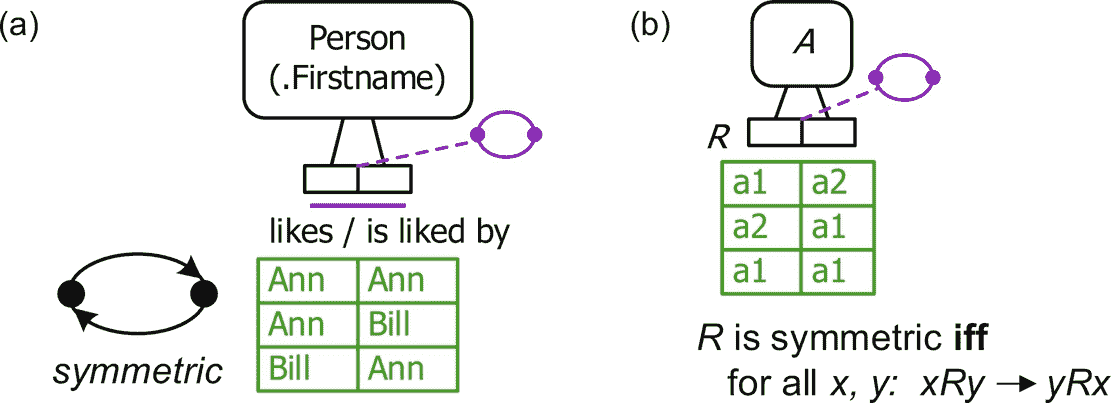 (a)
Person
(.Firstname)
likes / is liked by
Ann Ann
Ann Bill
Bill Ann
symmetric
(b)
A
R
a1 a2
a2 a1
a1 a1
R is symmetric iff
for all x, y: xRy → yRx